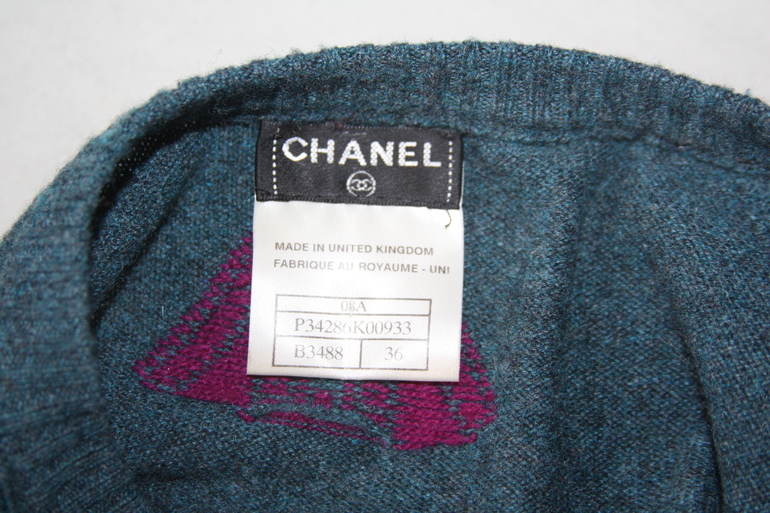 CHANEL
MADE IN UNITED KINGDOM
FABRIQUE AU ROYAUME - UNI
08A
P34286K00933
B3488 36